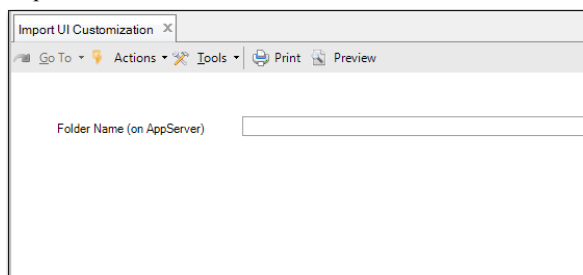 Import UI Customization
Go To Actions Tools Print Preview
Folder Name (on AppServer)